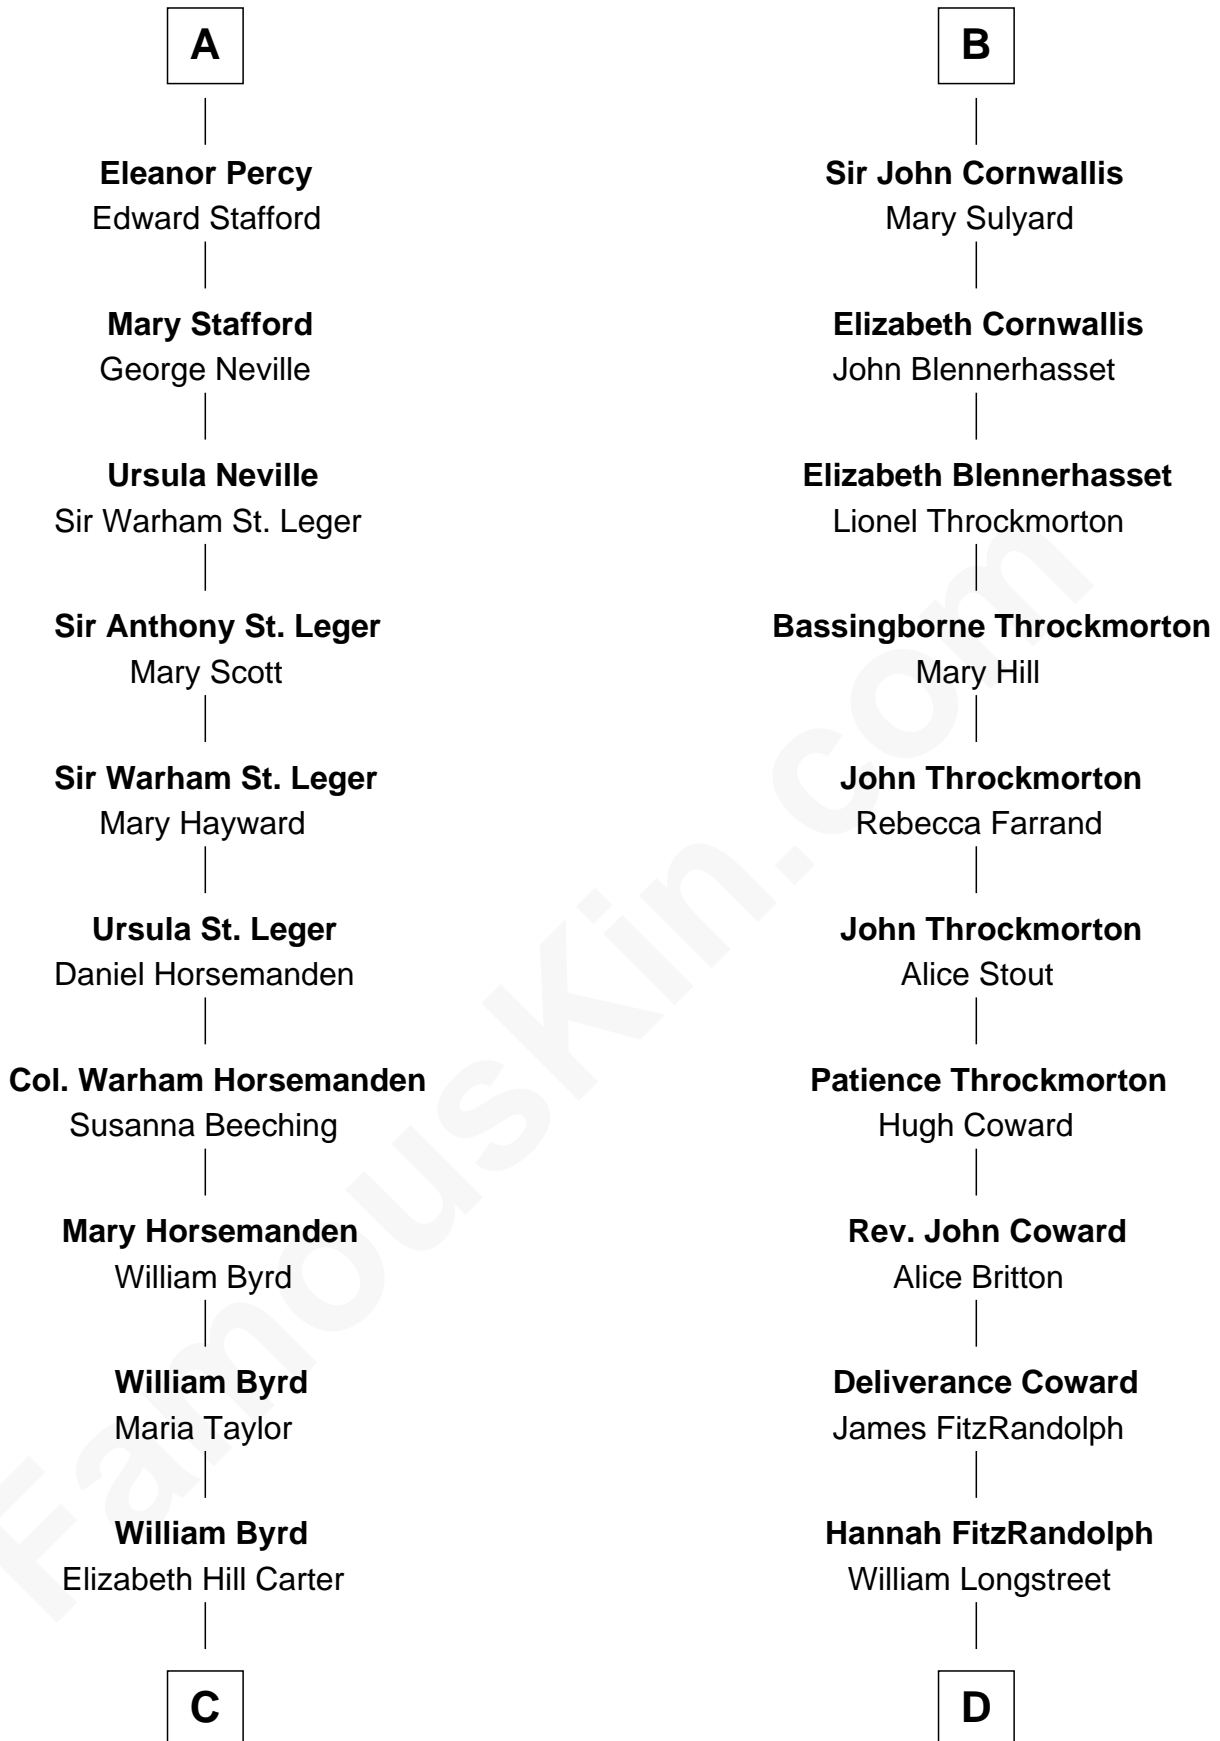 A
Eleanor Percy
Edward Stafford
Mary Stafford
George Neville
Ursula Neville
Sir Warham St. Leger
Sir Anthony St. Leger
Mary Scott
Sir Warham St. Leger
Mary Hayward
Ursula St. Leger
Daniel Horsemanden
Col. Warham Horsemanden
Susanna Beeching
Mary Horsemanden
William Byrd
William Byrd
Maria Taylor
William Byrd
Elizabeth Hill Carter
C
B
Sir John Cornwallis
Mary Sulyard
Elizabeth Cornwallis
John Blennerhasset
Elizabeth Blennerhasset
Lionel Throckmorton
Bassingborne Throckmorton
Mary Hill
John Throckmorton
Rebecca Farrand
John Throckmorton
Alice Stout
Patience Throckmorton
Hugh Coward
Rev. John Coward
Alice Britton
Deliverance Coward
James FitzRandolph
Hannah FitzRandolph
William Longstreet
D
FamousKin.com